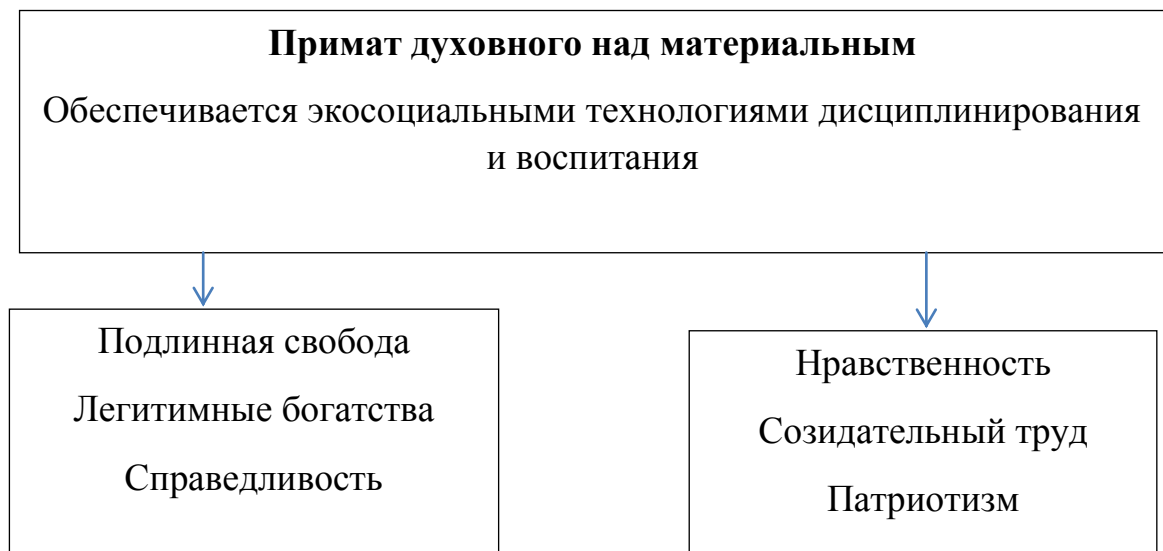 Примат духовного над материальным
Обеспечивается экосоциальными технологиями дисциплинирования
и воспитания
Подлинная свобода
Легитимные богатства
Справедливость
Нравственность
Созидательный труд
Патриотизм